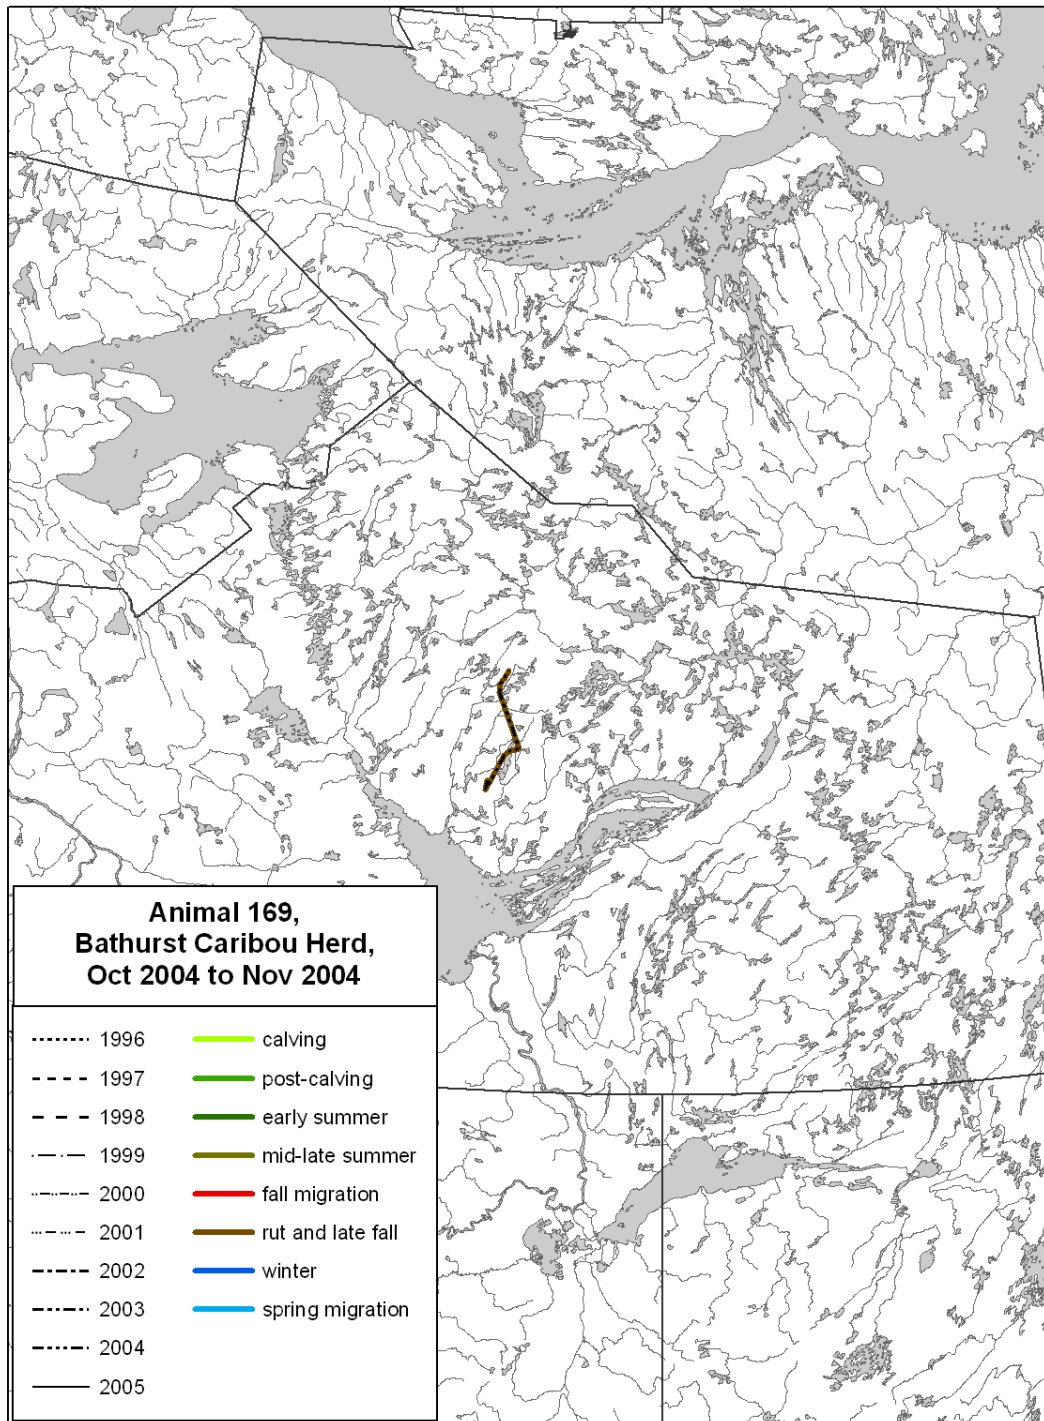 Animal 169,
Bathurst Caribou Herd,
Oct 2004 to Nov 2004
1996 calving
1997 post-calving
1998 early summer
1999 mid-late summer
2000 fall migration
2001 rut and late fall
2002 winter
2003 spring migration
2004
2005